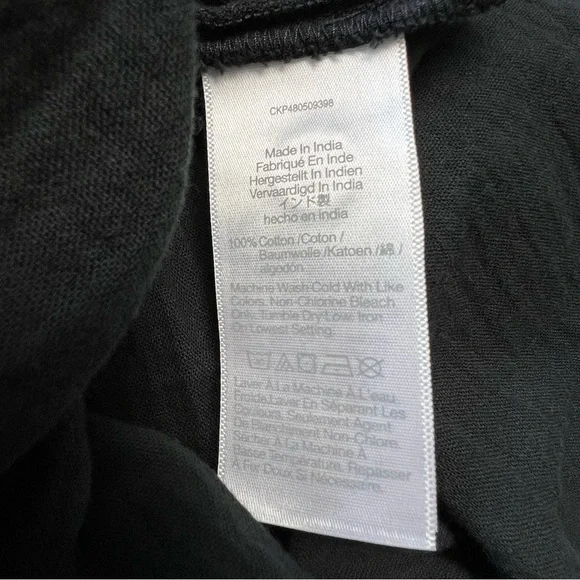 CKP480509398
Made In India
Fabriqué En Inde
Hergestellt In Indien
Vervaardigd In India
インド製
hecho en india
100% Cotton /Coton /
Baumwolle /Katoen /綿 /
algodón
Machine Wash Cold With Like
Colors. Non-Chlorine Bleach
Only. Tumble Dry Low. Iron
On Lowest Setting.
Laver À La Machine À L'eau
Froide Laver En Séparant Les
Couleurs. Seulement Agent
De Blanchiment Non-Chlore.
Sécher À La Machine À
Basse Température. Repasser
À Fer Doux Si Nécessaire.